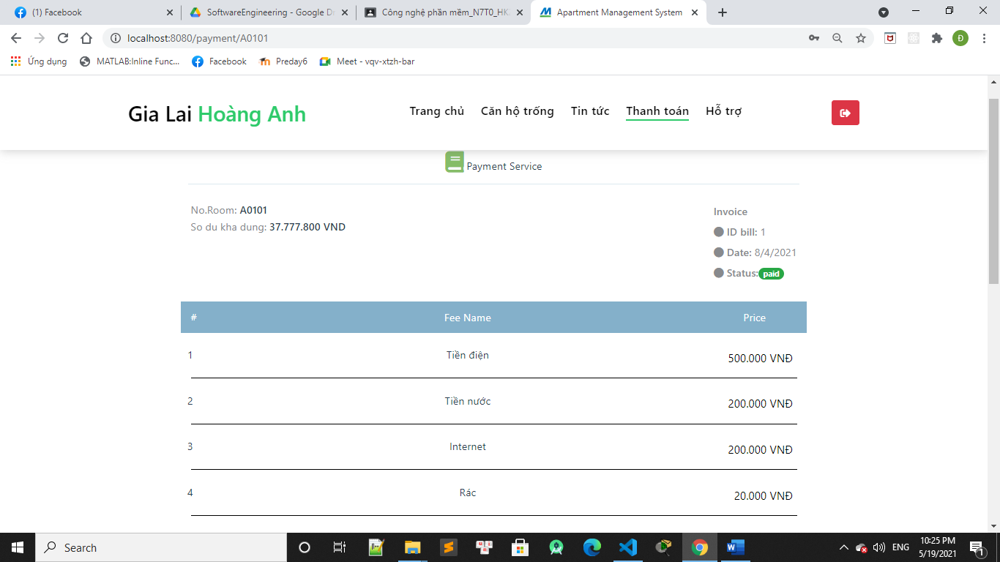 (1) Facebook
SoftwareEngineering - Google D
Công nghệ phần mềm_N7T0_HK
Apartment Management System
localhost:8080/payment/A0101
Đ
Ứng dụng
MATLAB:Inline Func...
Facebook
Preday6
Meet - vqv-xtzh-bar
Gia Lai Hoàng Anh
Trang chủ Căn hộ trống Tin tức Thanh toán Hỗ trợ
Payment Service
No.Room: A0101
So du kha dung: 37.777.800 VND
Invoice
ID bill: 1
Date: 8/4/2021
Status:paid
# Fee Name Price
1 Tiền điện 500.000 VNĐ
2 Tiền nước 200.000 VNĐ
3 Internet 200.000 VNĐ
4 Rác 20.000 VNĐ
Search
ENG
10:25 PM
5/19/2021
1